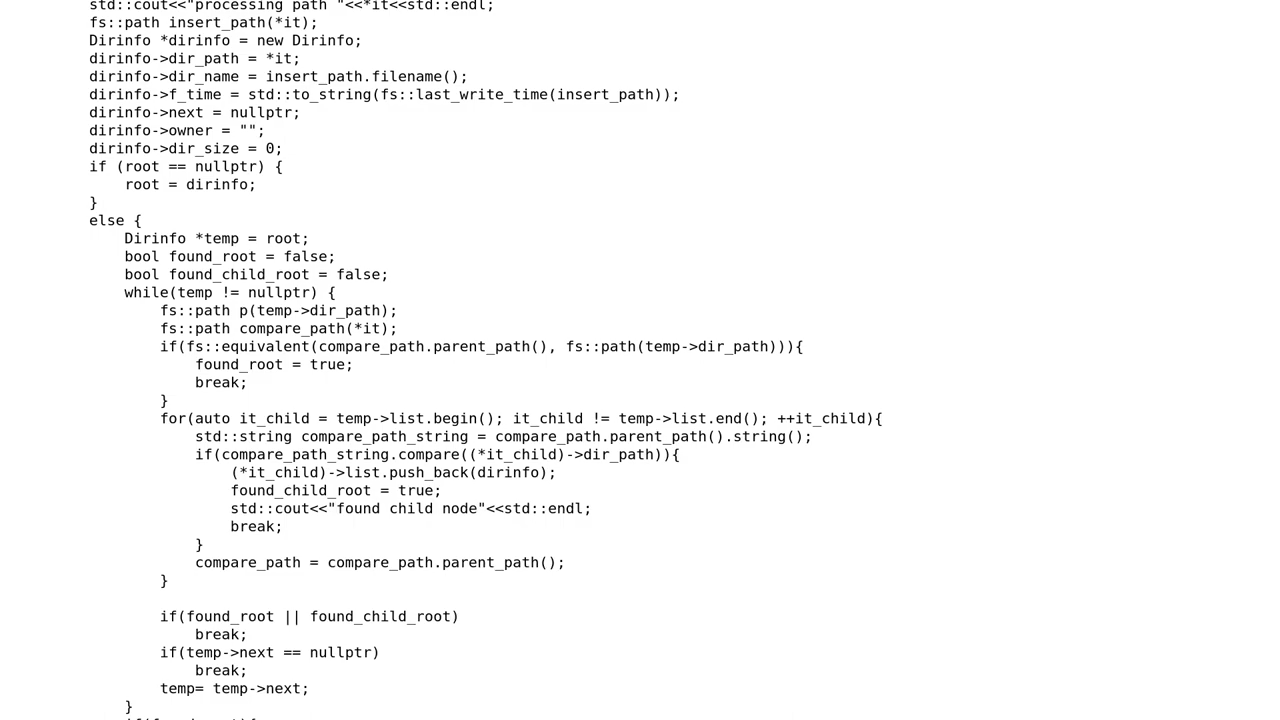 std::cout<<"processing path "<<*it<<std::endl;
fs::path insert_path(*it);
Dirinfo *dirinfo = new Dirinfo;
dirinfo->dir_path = *it;
dirinfo->dir_name = insert_path.filename();
dirinfo->f_time = std::to_string(fs::last_write_time(insert_path));
dirinfo->next = nullptr;
dirinfo->owner = "";
dirinfo->dir_size = 0;
if (root == nullptr) {
    root = dirinfo;
}
else {
    Dirinfo *temp = root;
    bool found_root = false;
    bool found_child_root = false;
    while(temp != nullptr) {
        fs::path p(temp->dir_path);
        fs::path compare_path(*it);
        if(fs::equivalent(compare_path.parent_path(), fs::path(temp->dir_path))){
            found_root = true;
            break;
        }
        for(auto it_child = temp->list.begin(); it_child != temp->list.end(); ++it_child){
            std::string compare_path_string = compare_path.parent_path().string();
            if(compare_path_string.compare((*it_child)->dir_path)){
                (*it_child)->list.push_back(dirinfo);
                found_child_root = true;
                std::cout<<"found child node"<<std::endl;
                break;
            }
            compare_path = compare_path.parent_path();
        }

        if(found_root || found_child_root)
            break;
        if(temp->next == nullptr)
            break;
        temp= temp->next;
    }